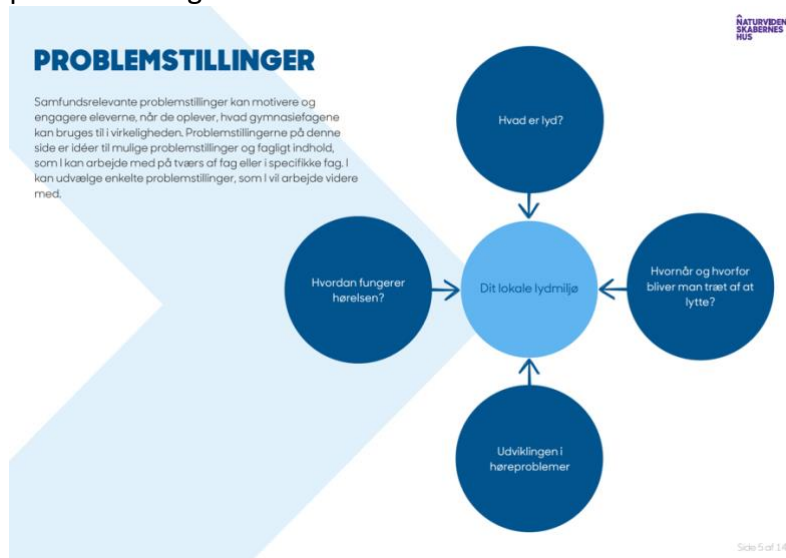 NATURVIDEN
SKABERNES
HUS
PROBLEMSTILLINGER
Samfundsrelevante problemstillinger kan motivere og
engagere eleverne, når de oplever, hvad gymnasiefagene
kan bruges til i virkeligheden. Problemstillingerne på denne
side er idéer til mulige problemstillinger og fagligt indhold,
som I kan arbejde med på tværs af fag eller i specifikke fag. I
kan udvælge enkelte problemstillinger, som I vil arbejde videre
med.
Hvad er lyd?
Hvordan fungerer
hørelsen?
Dit lokale lydmiljø
Hvornår og hvorfor
bliver man træt af at
lytte?
Udviklingen i
høreproblemer
Side 5 af 14